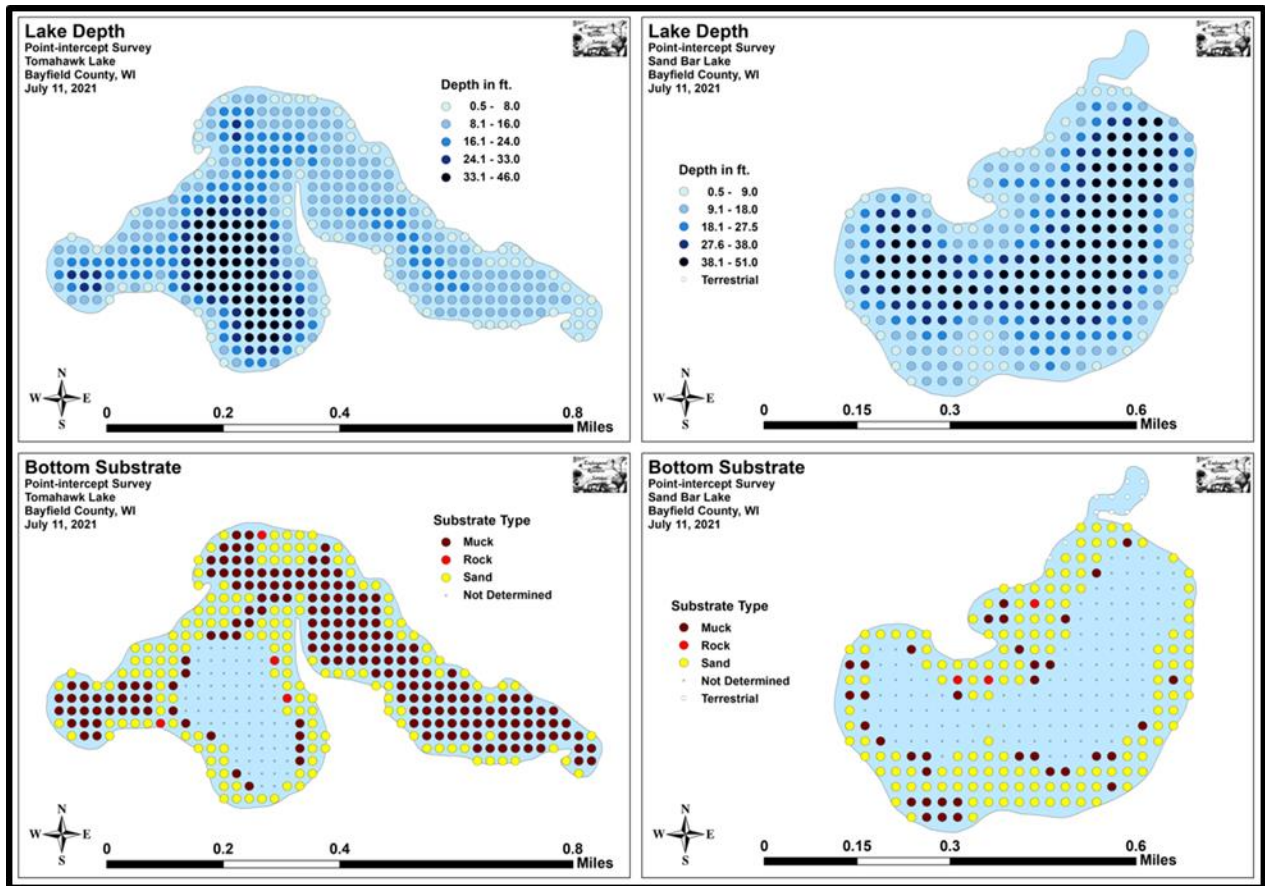 Lake Depth
Point-intercept Survey
Tomahawk Lake
Bayfield County, WI
July 11, 2021
Depth in ft.
0.5 - 8.0
8.1 - 16.0
16.1 - 24.0
24.1 - 33.0
33.1 - 46.0
N
W E
S
0 0.2 0.4 0.8
Miles
Lake Depth
Point-intercept Survey
Sand Bar Lake
Bayfield County, WI
July 11, 2021
Depth in ft.
0.5 - 9.0
9.1 - 18.0
18.1 - 27.5
27.6 - 38.0
38.1 - 51.0
Terrestrial
N
W E
S
0 0.15 0.3 0.6
Miles
Bottom Substrate
Point-intercept Survey
Tomahawk Lake
Bayfield County, WI
July 11, 2021
Substrate Type
Muck
Rock
Sand
Not Determined
N
W E
S
0 0.2 0.4 0.8
Miles
Bottom Substrate
Point-intercept Survey
Sand Bar Lake
Bayfield County, WI
July 11, 2021
Substrate Type
Muck
Rock
Sand
Not Determined
Terrestrial
N
W E
S
0 0.15 0.3 0.6
Miles